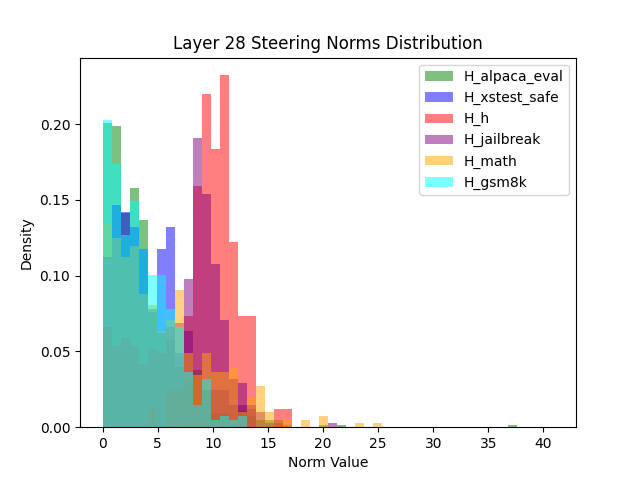 Layer 28 Steering Norms Distribution
H_alpaca_eval
H_xstest_safe
H_h
H_jailbreak
H_math
H_gsm8k
Density
0.20
0.15
0.10
0.05
0.00
0 5 10 15 20 25 30 35 40
Norm Value